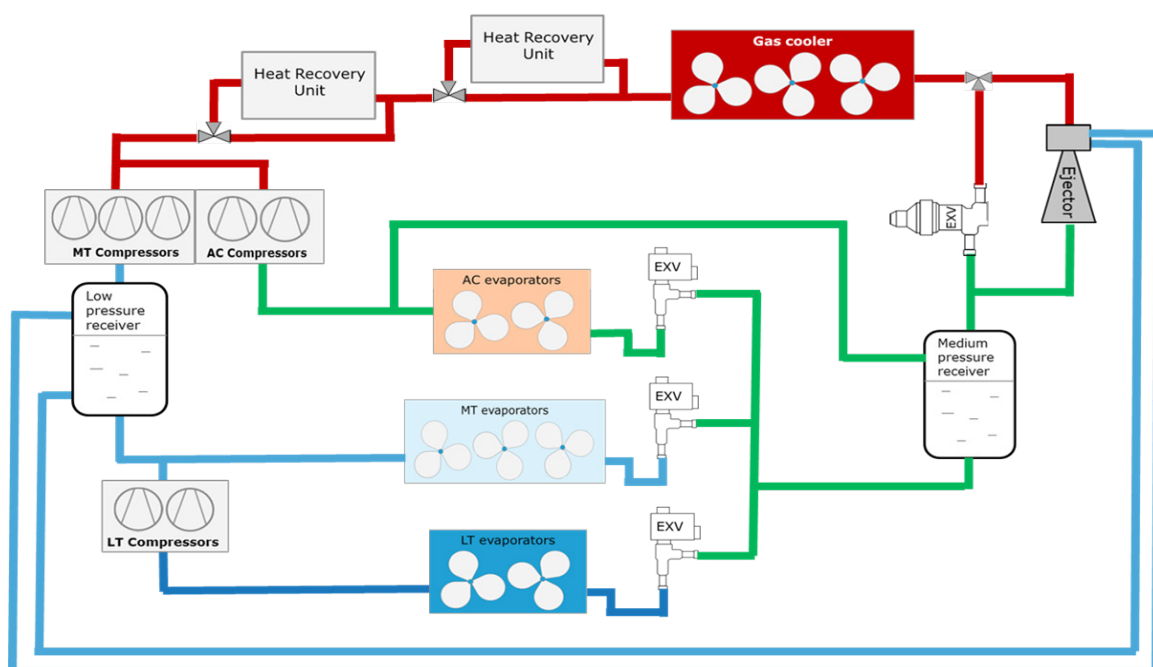 Heat Recovery
Unit
Heat Recovery
Unit
Gas cooler
Ejector
EXV
MT Compressors
AC Compressors
EXV
AC evaporators
Low
pressure
receiver
Medium
pressure
receiver
EXV
MT evaporators
EXV
LT evaporators
LT Compressors